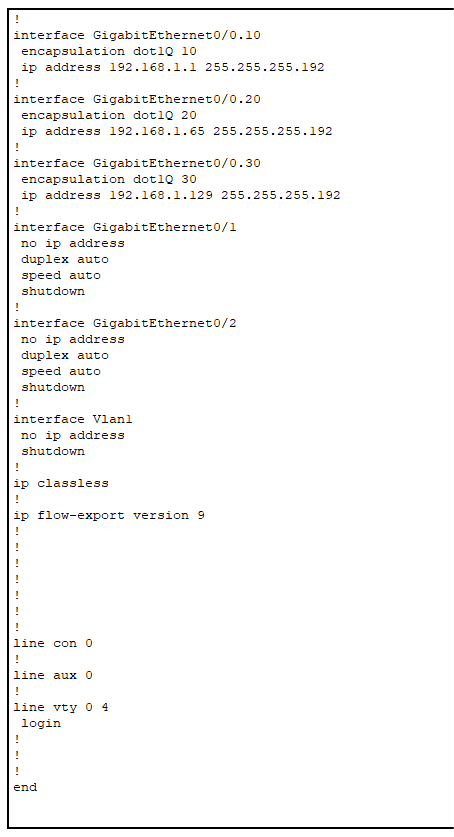 !
interface GigabitEthernet0/0.10
 encapsulation dot1Q 10
 ip address 192.168.1.1 255.255.255.192
!
interface GigabitEthernet0/0.20
 encapsulation dot1Q 20
 ip address 192.168.1.65 255.255.255.192
!
interface GigabitEthernet0/0.30
 encapsulation dot1Q 30
 ip address 192.168.1.129 255.255.255.192
!
interface GigabitEthernet0/1
 no ip address
 duplex auto
 speed auto
 shutdown
!
interface GigabitEthernet0/2
 no ip address
 duplex auto
 speed auto
 shutdown
!
interface Vlan1
 no ip address
 shutdown
!
ip classless
!
ip flow-export version 9
!
!
!
!
!
!
!
line con 0
!
line aux 0
!
line vty 0 4
 login
!
!
!
end